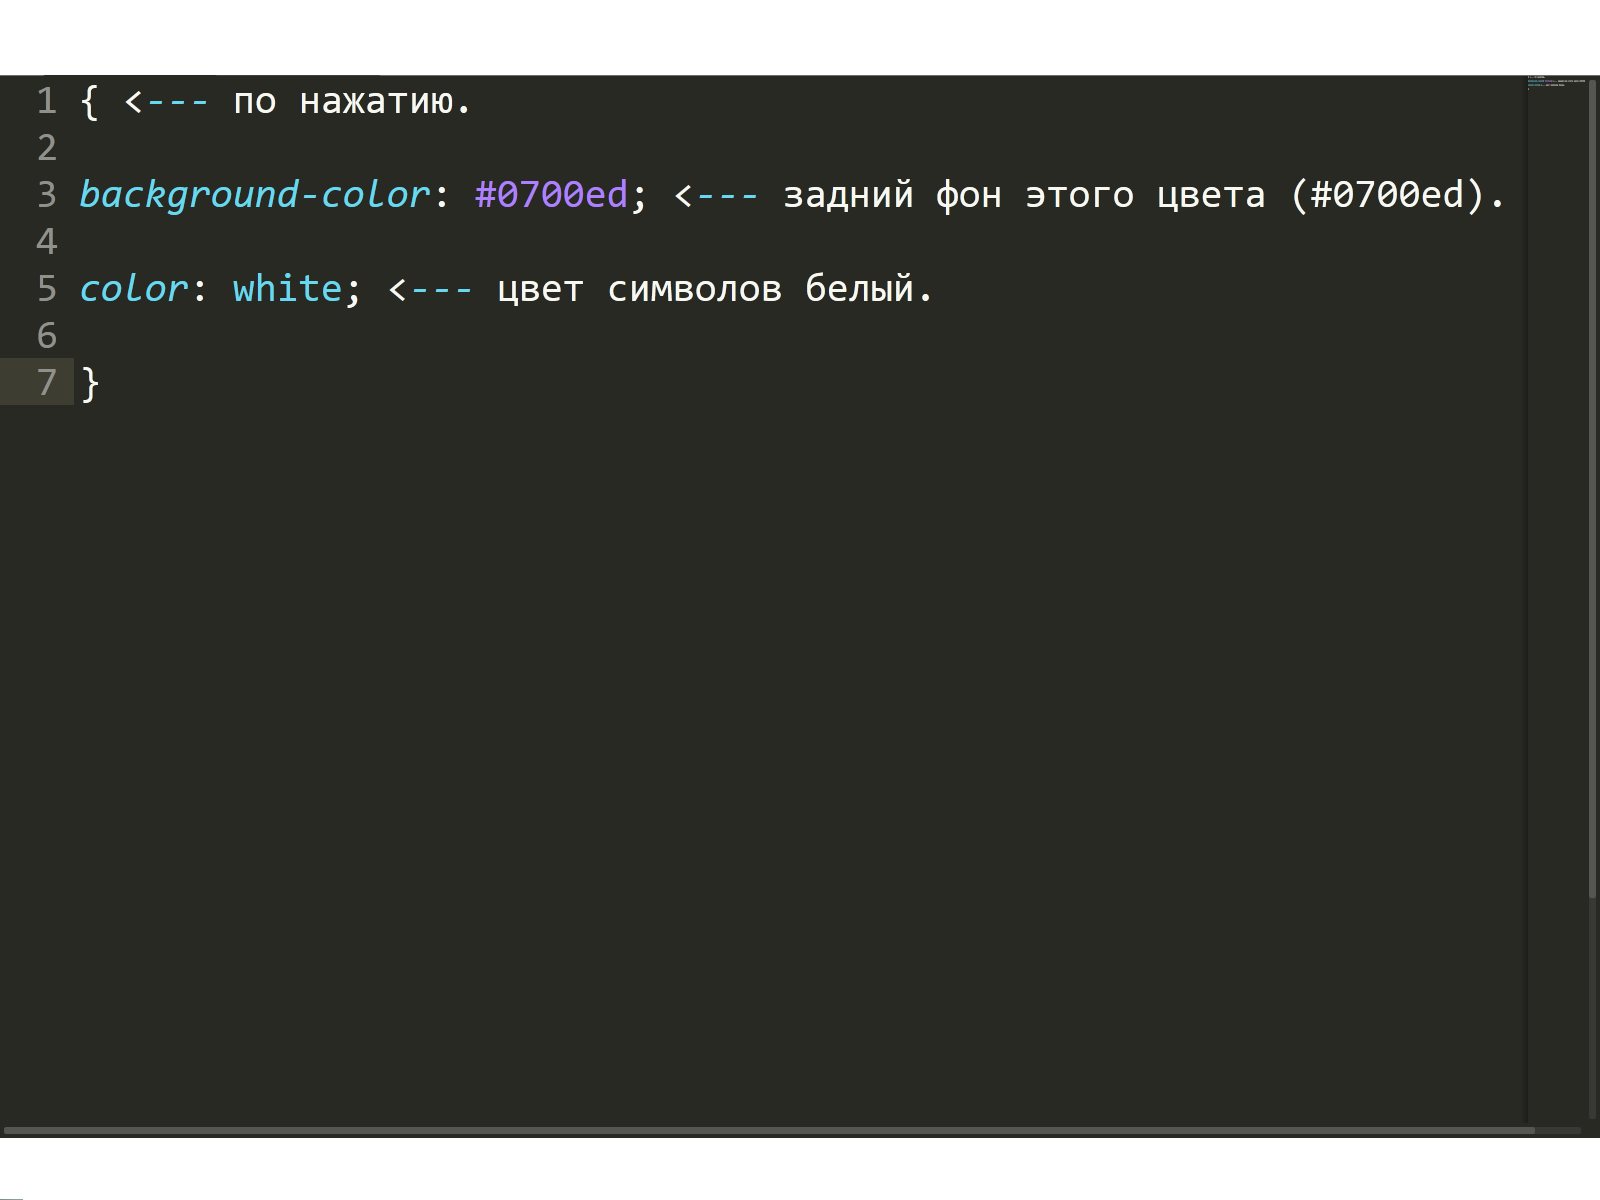 1 { <--- по нажатию.
2
3 background-color: #0700ed; <--- задний фон этого цвета (#0700ed).
4
5 color: white; <--- цвет символов белый.
6
7 }